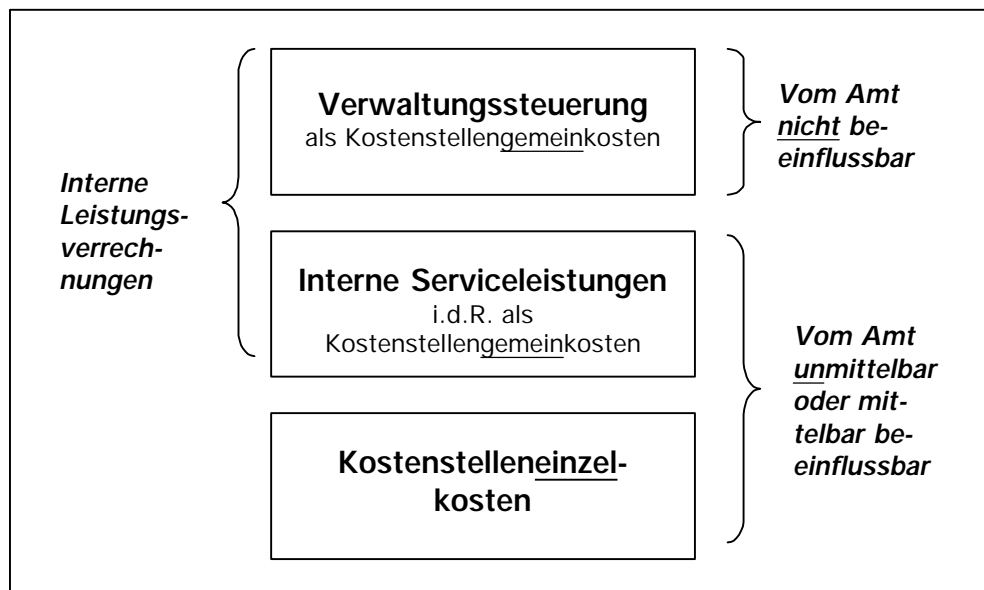 Verwaltungssteuerung
als Kostenstellengemeinkosten
Vom Amt
nicht be-
einflussbar
Interne
Leistungs-
verrech-
nungen
Interne Serviceleistungen
i.d.R. als
Kostenstellengemeinkosten
Vom Amt
unmittelbar
oder mit-
telbar be-
einflussbar
Kostenstelleneinzel-
kosten